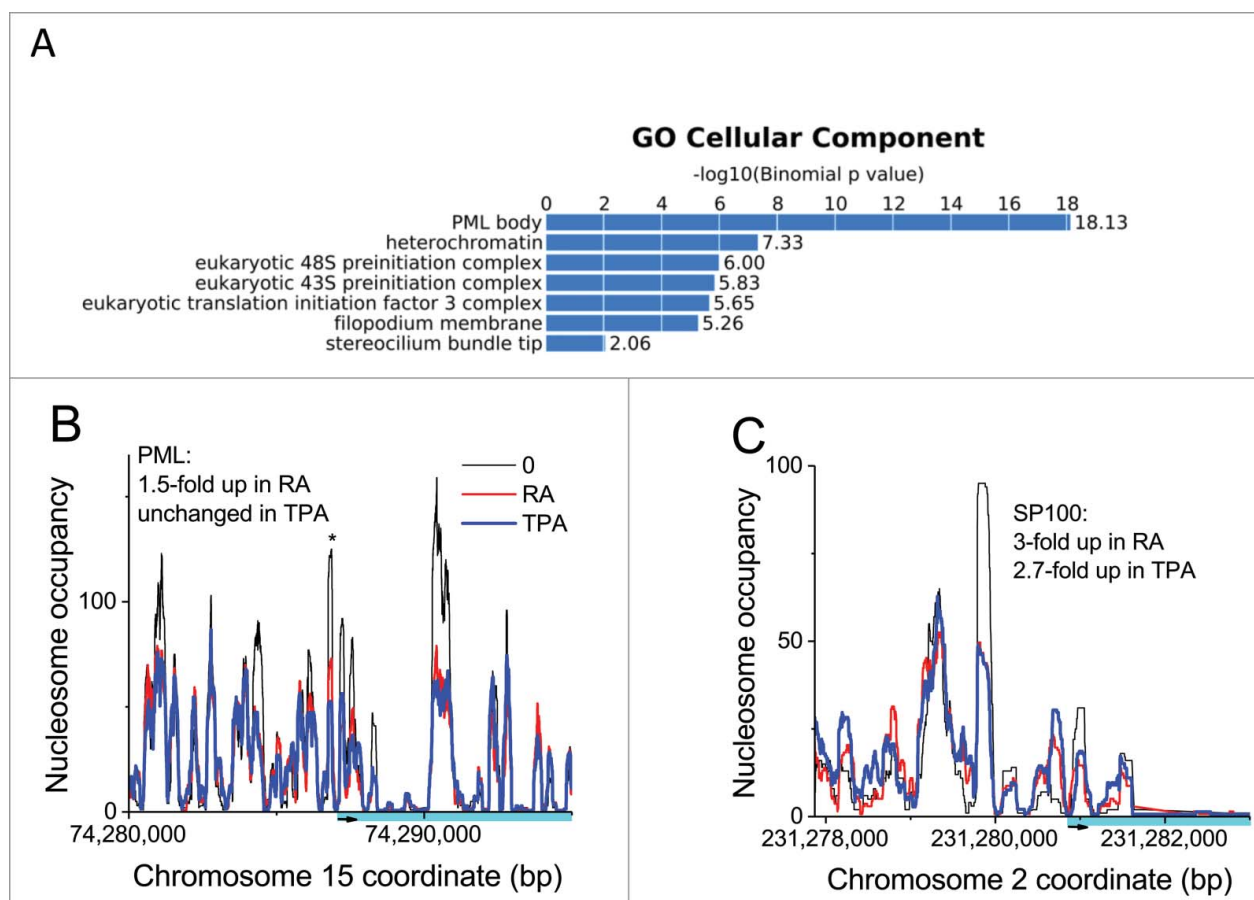 A
GO Cellular Component
-log10(Binomial p value)
0 2 4 6 8 10 12 14 16 18
PML body 18.13
heterochromatin 7.33
eukaryotic 48S preinitiation complex 6.00
eukaryotic 43S preinitiation complex 5.83
eukaryotic translation initiation factor 3 complex 5.65
filopodium membrane 5.26
stereocilium bundle tip 2.06
B
PML:
1.5-fold up in RA
unchanged in TPA
0
RA
TPA
*
Nucleosome occupancy
100
0
74,280,000 74,290,000
Chromosome 15 coordinate (bp)
C
SP100:
3-fold up in RA
2.7-fold up in TPA
Nucleosome occupancy
100
50
0
231,278,000 231,280,000 231,282,000
Chromosome 2 coordinate (bp)